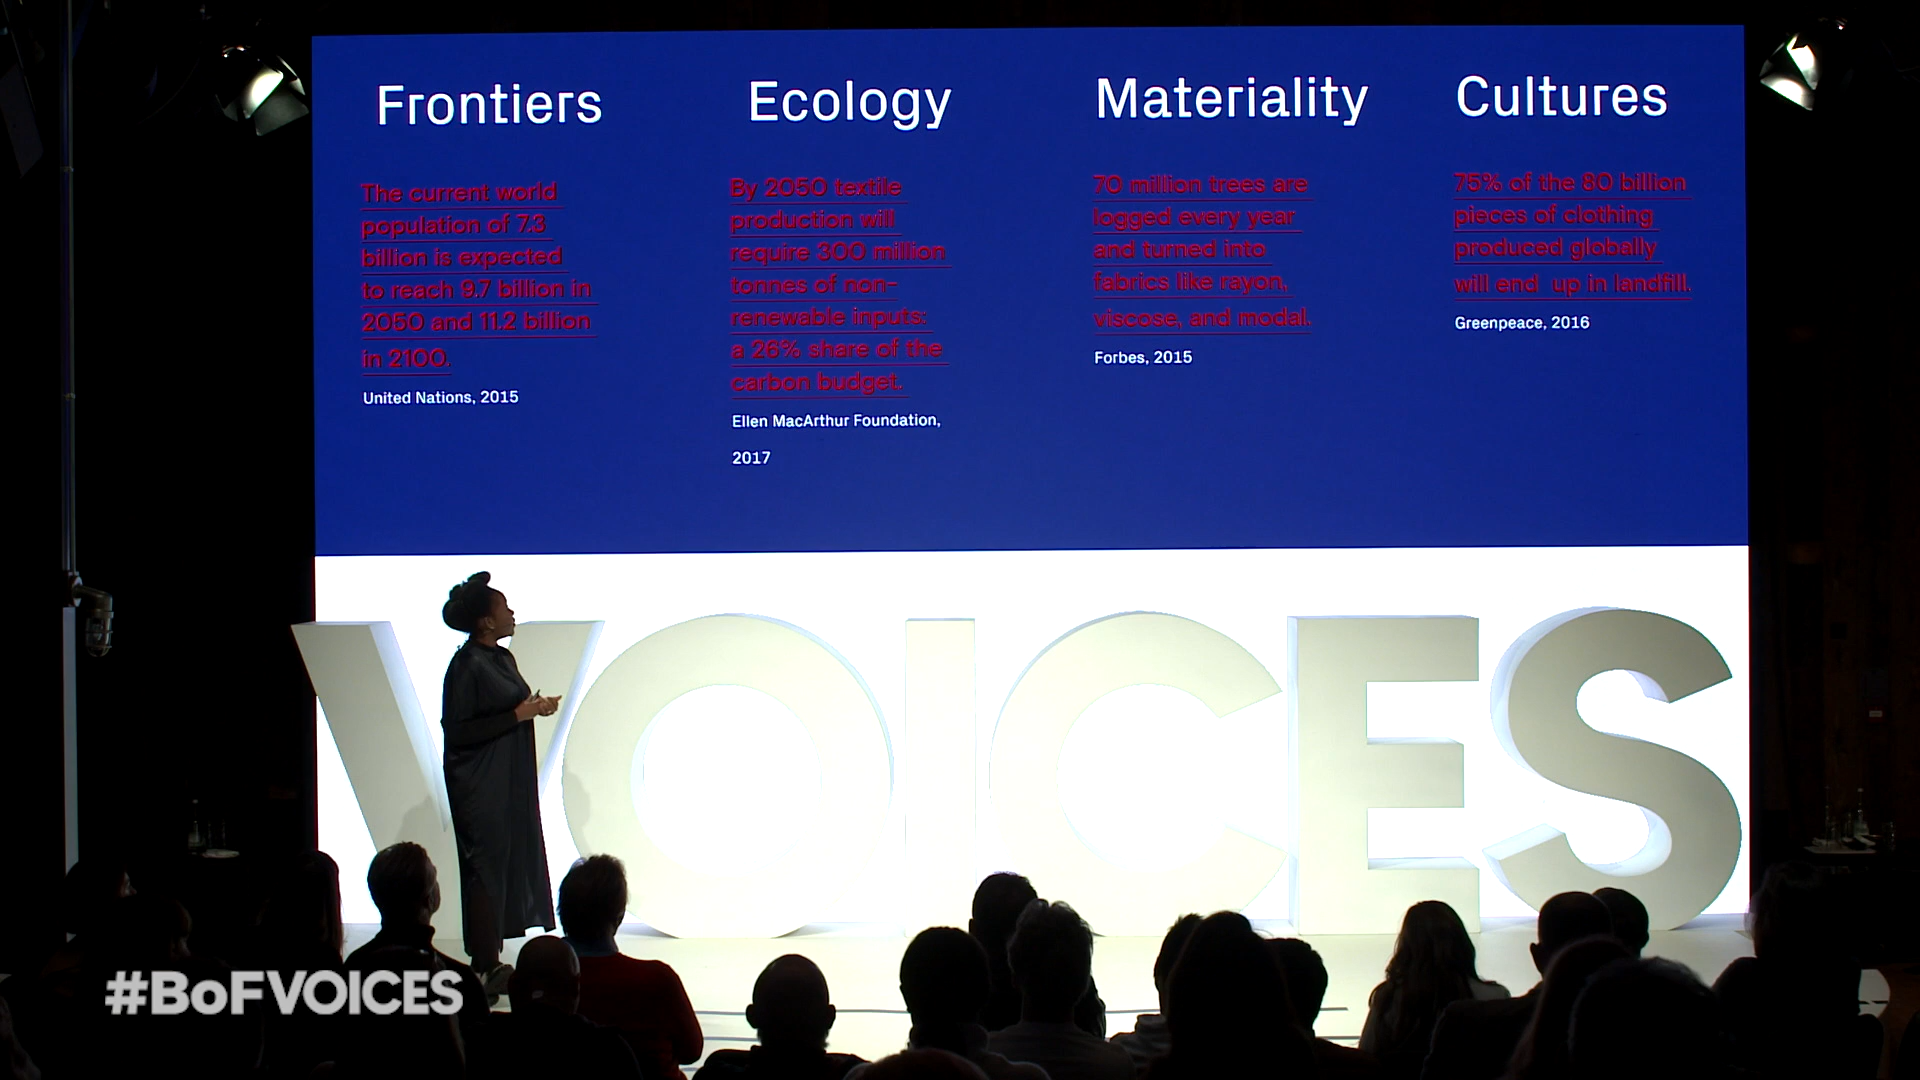 Frontiers
The current world
population of 7.3
billion is expected
to reach 9.7 billion in
2050 and 11.2 billion
in 2100.
United Nations, 2015
Ecology
By 2050 textile
production will
require 300 million
tonnes of non-
renewable inputs:
a 26% share of the
carbon budget.
Ellen MacArthur Foundation,
2017
Materiality
70 million trees are
logged every year
and turned into
fabrics like rayon,
viscose, and modal.
Forbes, 2015
Cultures
75% of the 80 billion
pieces of clothing
produced globally
will end up in landfill.
Greenpeace, 2016
VOICES
#BoFVOICES